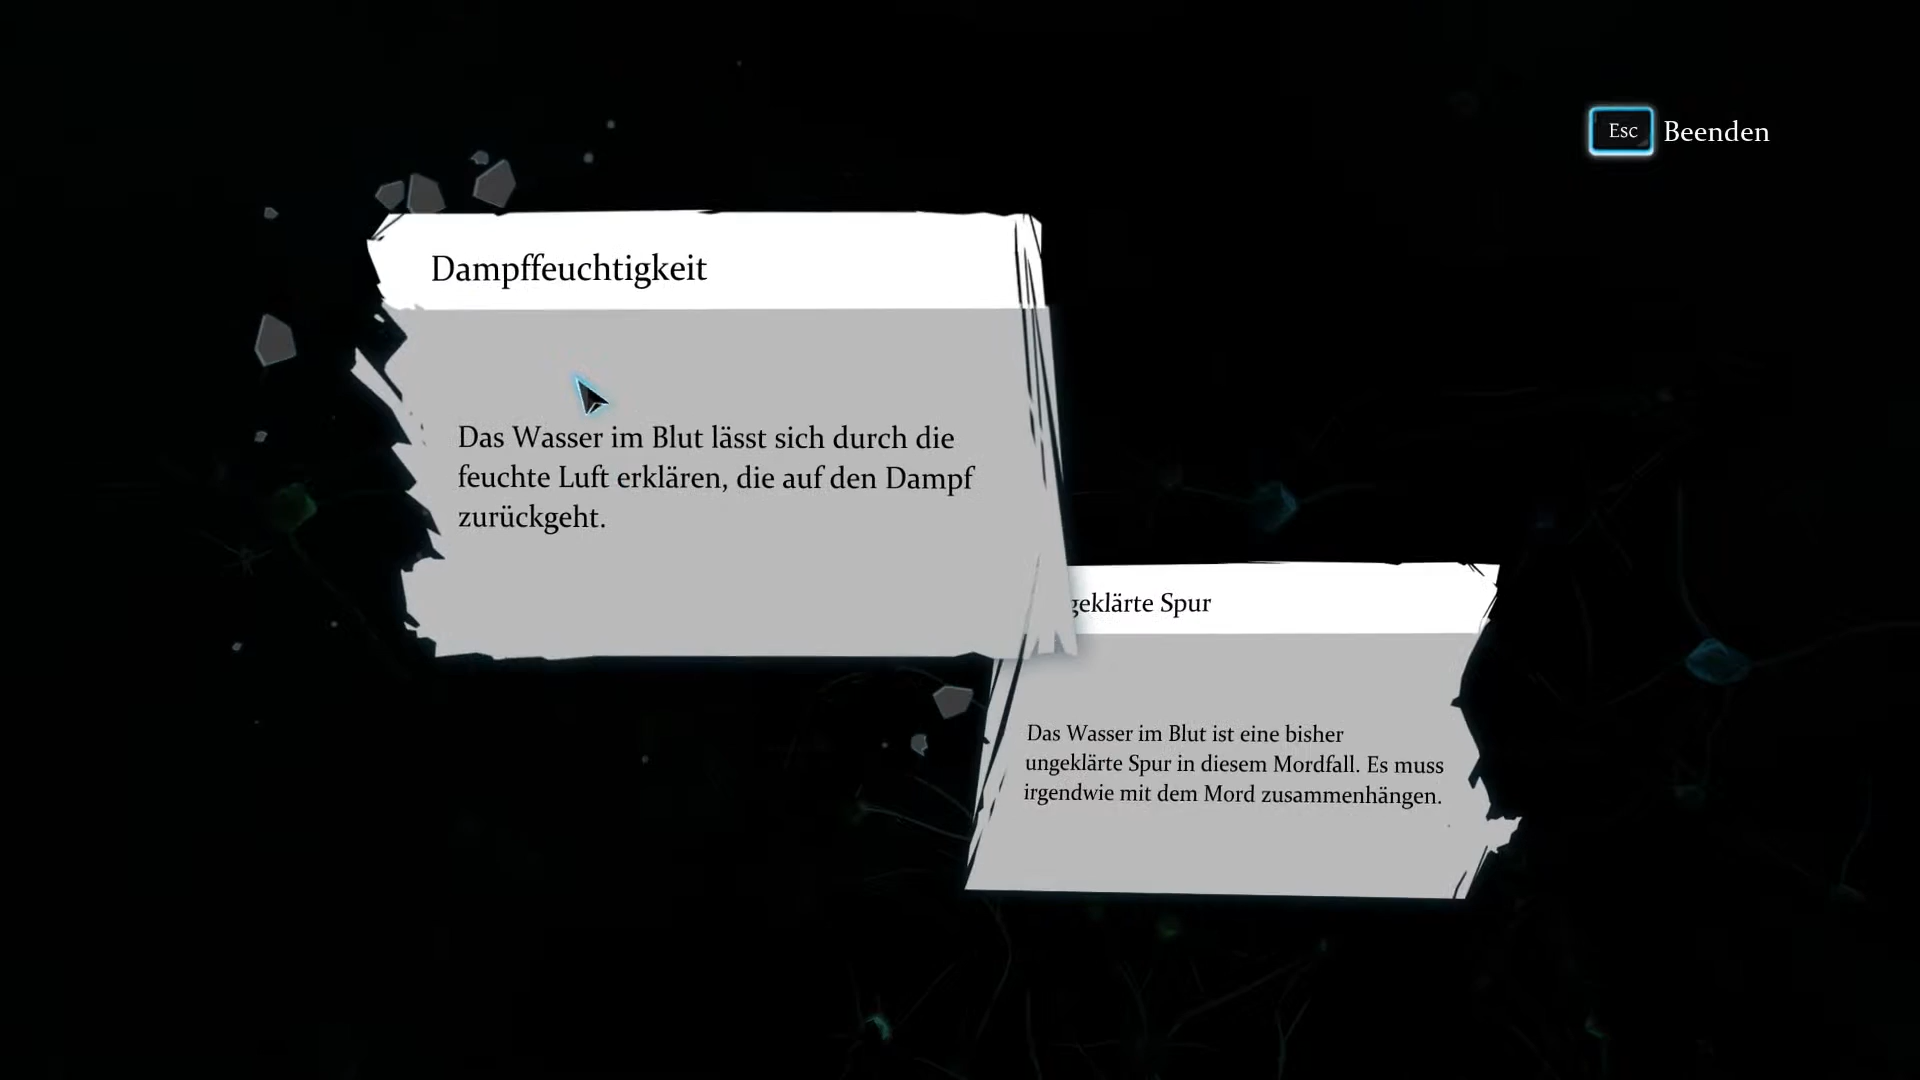 Esc Beenden
Dampffeuchtigkeit
Das Wasser im Blut lässt sich durch die
feuchte Luft erklären, die auf den Dampf
zurückgeht.
geklärte Spur
Das Wasser im Blut ist eine bisher
ungeklärte Spur in diesem Mordfall. Es muss
irgendwie mit dem Mord zusammenhängen.